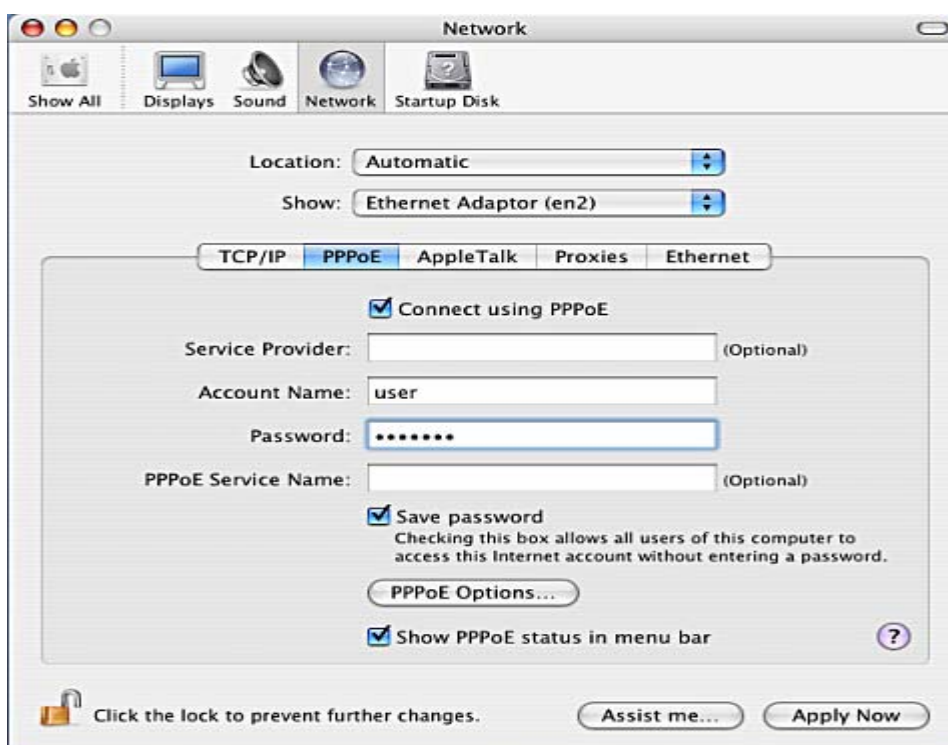 Network
Show All Displays Sound Network Startup Disk
Location: Automatic
Show: Ethernet Adaptor (en2)
TCP/IP PPPoE AppleTalk Proxies Ethernet
Connect using PPPoE
Service Provider: (Optional)
Account Name: user
Password: •••••••
PPPoE Service Name: (Optional)
Save password
Checking this box allows all users of this computer to
access this Internet account without entering a password.
PPPoE Options...
Show PPPoE status in menu bar
?
Click the lock to prevent further changes. Assist me... Apply Now